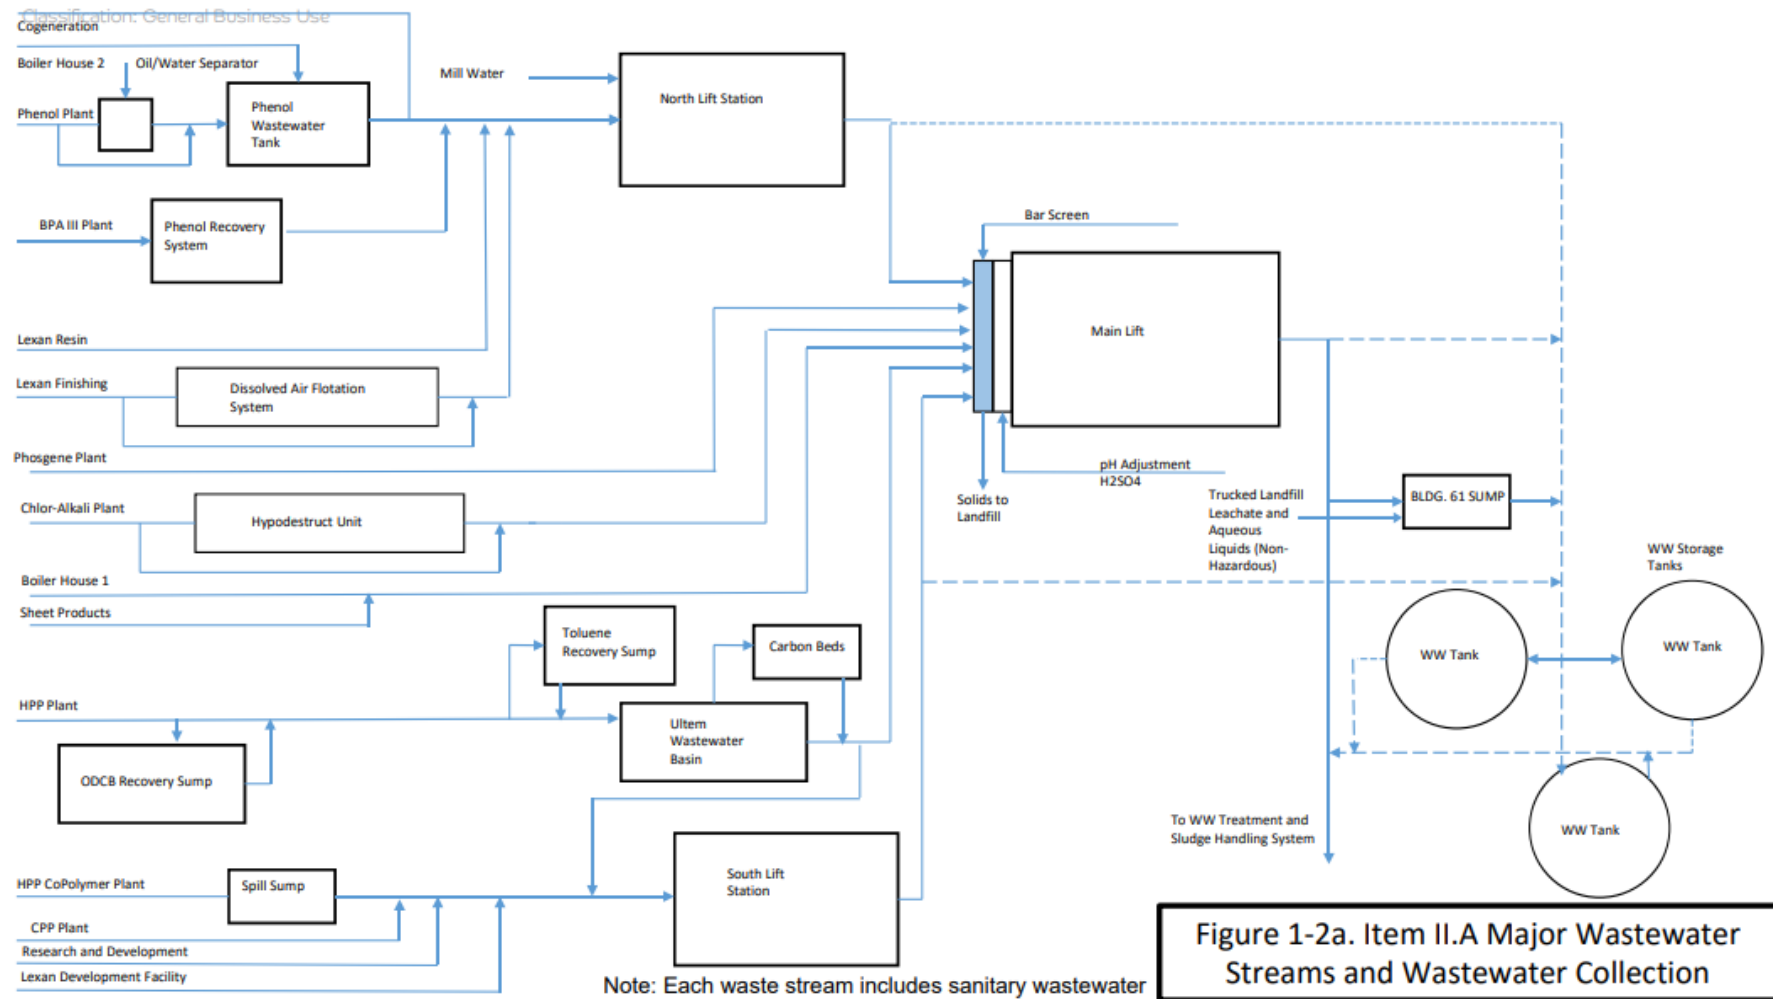 Classification: General Business Use
Cogeneration
Boiler House 2
Oil/Water Separator
Phenol Plant
Phenol
Wastewater
Tank
Mill Water
North Lift Station
BPA III Plant
Phenol Recovery
System
Bar Screen
Main Lift
Lexan Resin
Lexan Finishing
Dissolved Air Flotation
System
Phosgene Plant
pH Adjustment
H2SO4
Solids to
Landfill
Chlor-Alkali Plant
Hypodestruct Unit
Trucked Landfill
Leachate and
Aqueous
Liquids (Non-
Hazardous)
BLDG. 61 SUMP
WW Storage
Tanks
Boiler House 1
Sheet Products
Toluene
Recovery Sump
Carbon Beds
WW Tank
WW Tank
HPP Plant
Ultem
Wastewater
Basin
ODCB Recovery Sump
To WW Treatment and
Sludge Handling System
WW Tank
HPP CoPolymer Plant
Spill Sump
South Lift
Station
CPP Plant
Research and Development
Lexan Development Facility
Note: Each waste stream includes sanitary wastewater
Figure 1-2a. Item II.A Major Wastewater
Streams and Wastewater Collection